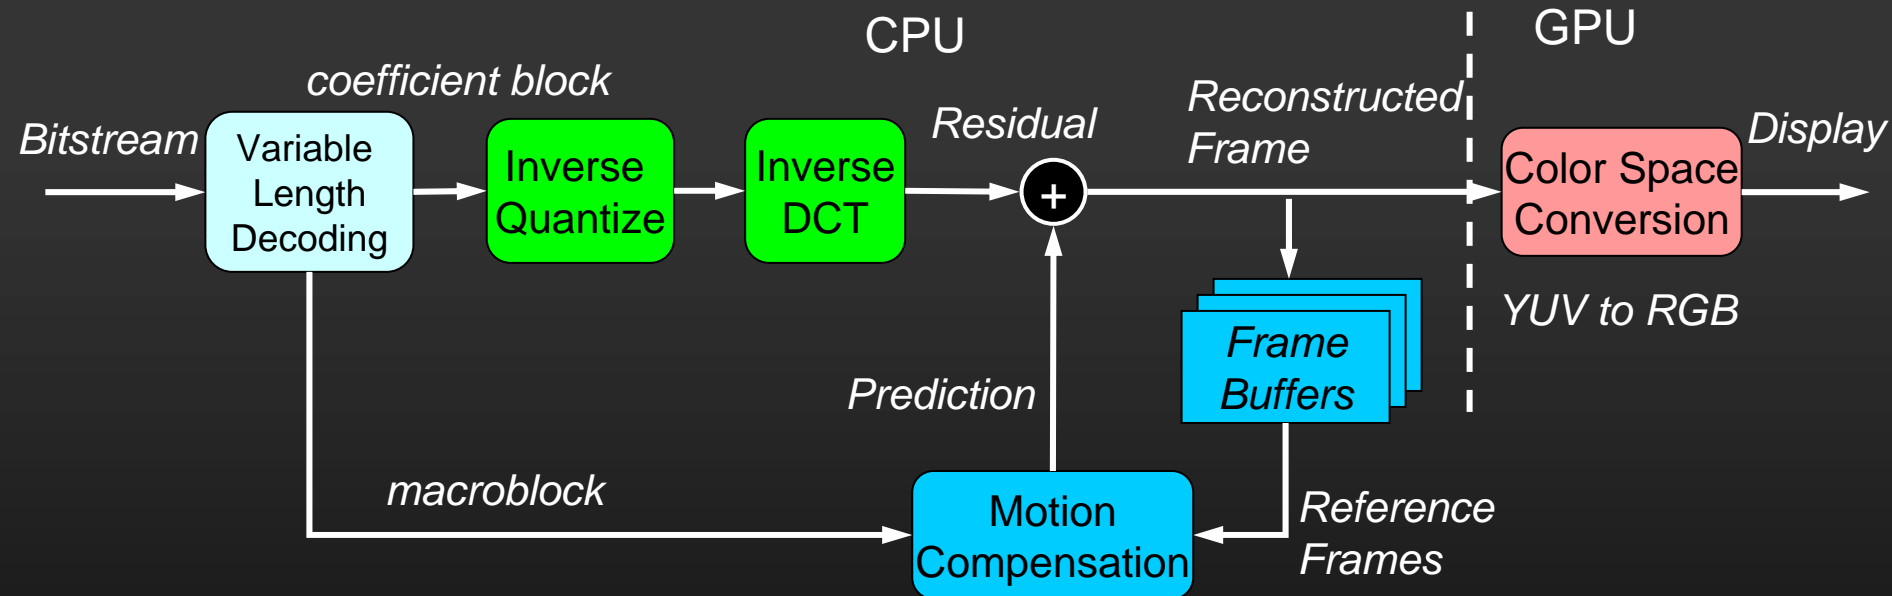 CPU
GPU
coefficient block
Bitstream
Variable
Length
Decoding
Inverse
Quantize
Inverse
DCT
Residual
+
Reconstructed
Frame
Color Space
Conversion
Display
YUV to RGB
Frame
Buffers
Prediction
macroblock
Motion
Compensation
Reference
Frames